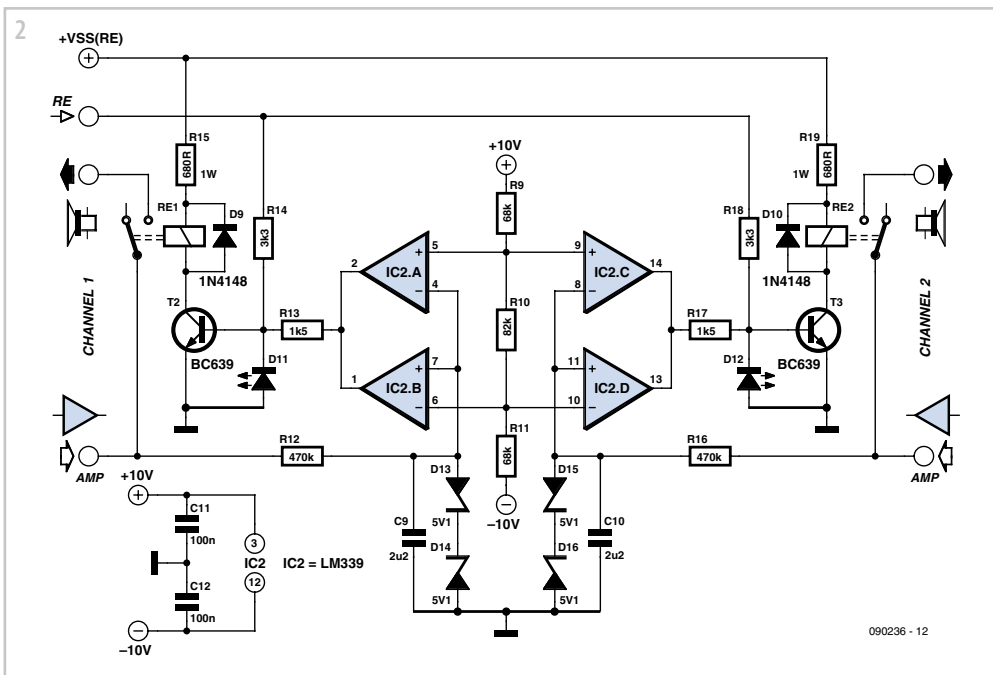 2
+VSS(RE)
RE
R15
680R
1W
RE1
D9
1N4148
R14
3k3
T2
BC639
R13
1k5
D11
CHANNEL 1
AMP
R12
470k
+10V
R9
68k
R10
82k
R11
68k
–10V
2
5
+
4
–
IC2.A
1
7
+
6
–
IC2.B
9
+
8
–
14
IC2.C
11
+
10
–
13
IC2.D
R19
680R
1W
RE2
D10
1N4148
R18
3k3
T3
BC639
R17
1k5
D12
CHANNEL 2
AMP
R16
470k
D13
5V1
D14
5V1
C9
2u2
D15
5V1
D16
5V1
C10
2u2
+10V
C11
100n
C12
100n
–10V
3
IC2
12
IC2 = LM339
090236 - 12